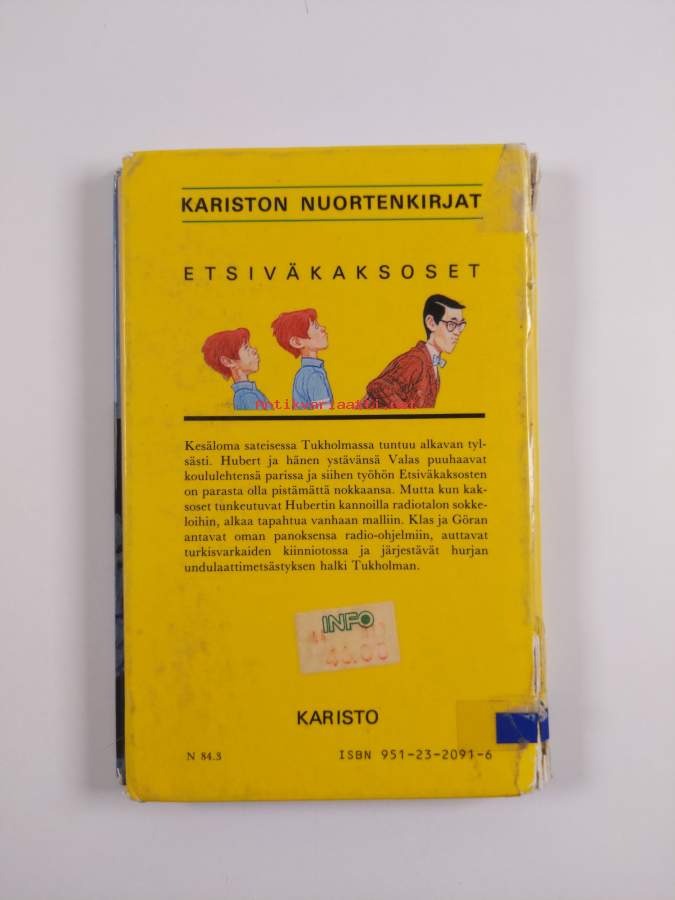 KARISTON NUORTENKIRJAT
ETSIVÄKAKSOSET
Antikvariaatti.com
Kesäloma sateisessa Tukholmassa tuntuu alkavan tyl-
sästi. Hubert ja hänen ystävänsä Valas puuhaavat
koululehtensä parissa ja siihen työhön Etsiväkaksosten
on parasta olla pistämättä nokkaansa. Mutta kun kak-
soset tunkeutuvat Hubertin kannoilla radiotalon sokke-
loihin, alkaa tapahtua vanhaan malliin. Klas ja Göran
antavat oman panoksensa radio-ohjelmiin, auttavat
turkisvarkaiden kiinniotossa ja järjestävät hurjan
undulaattimetsästyksen halki Tukholman.
INFO
KARISTO
N 84.3
ISBN 951-23-2091-6